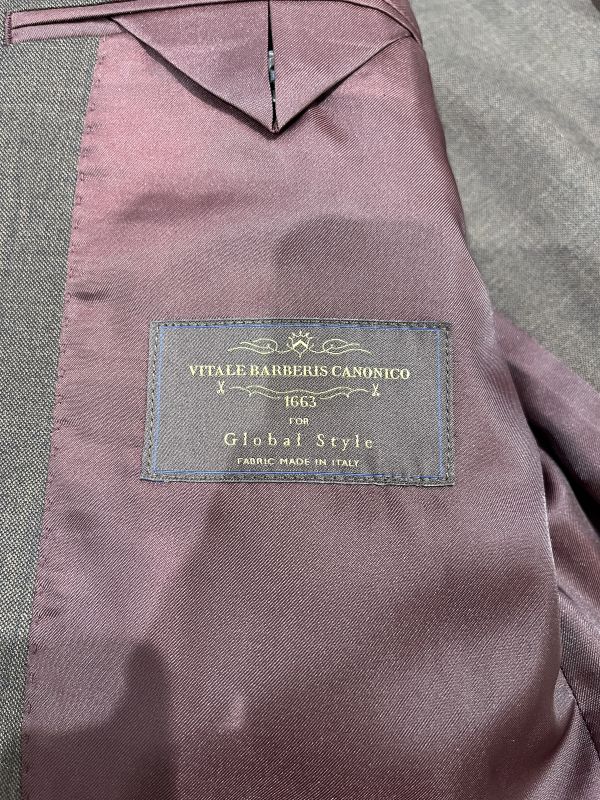 VITALE BARBERIS CANONICO
1663
FOR
Global Style
FABRIC MADE IN ITALY